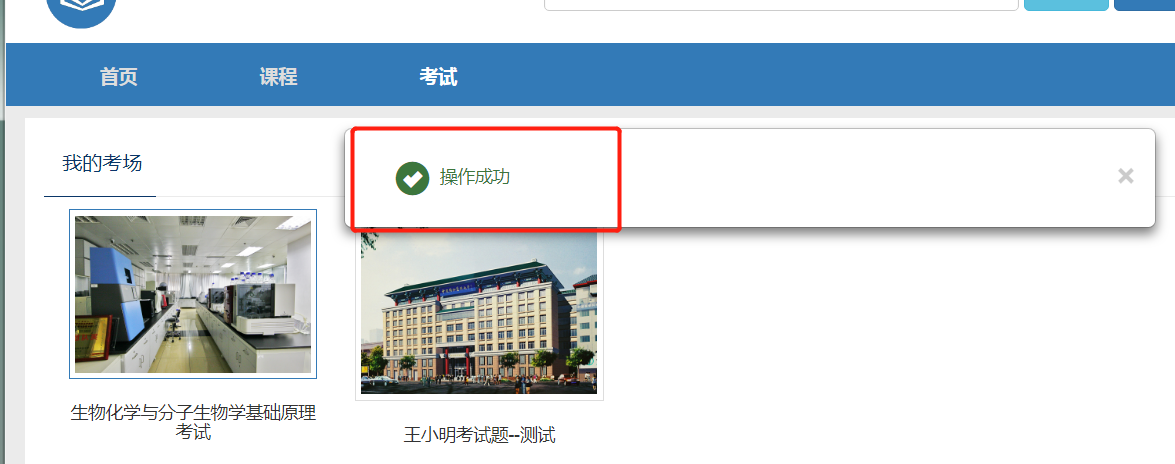 首页
课程
考试
我的考场
操作成功
生物化学与分子生物学基础原理
考试
王小明考试题--测试